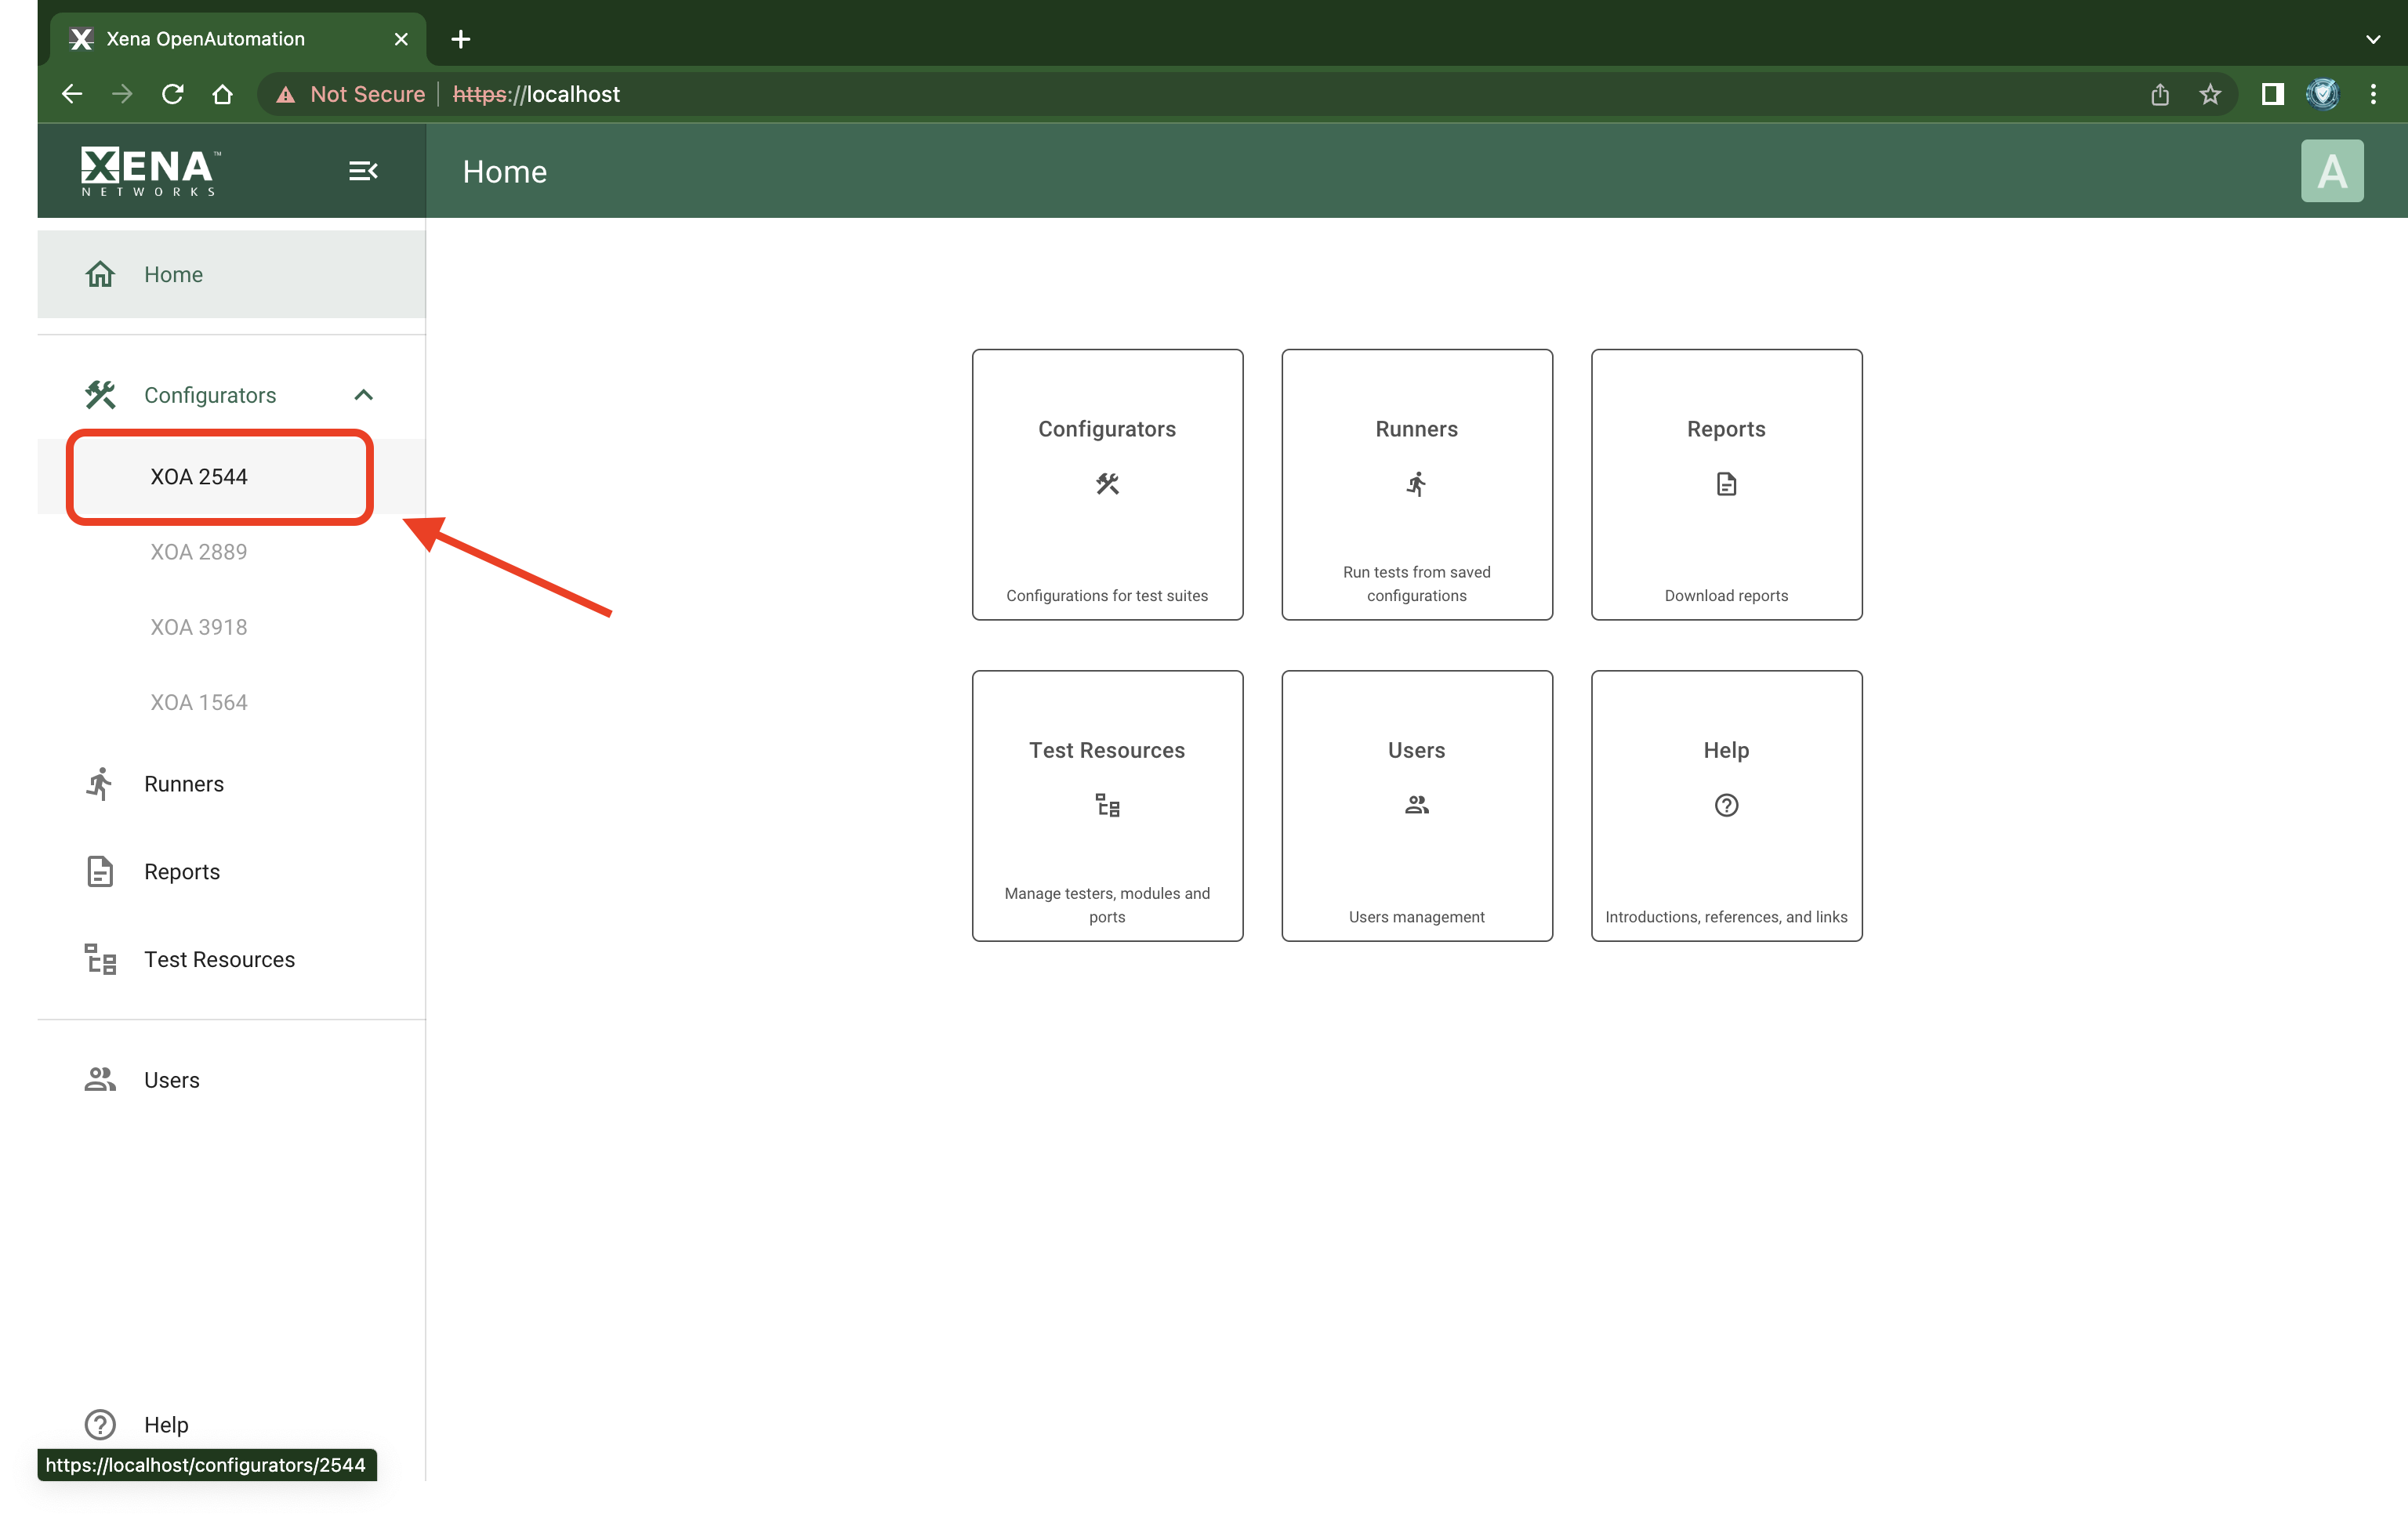 Xena OpenAutomation
Not Secure https://localhost
XENA™
NETWORKS
Home
A
Home
Configurators
XOA 2544
XOA 2889
XOA 3918
XOA 1564
Runners
Reports
Test Resources
Users
Help
https://localhost/configurators/2544
Configurators
Configurations for test suites
Runners
Run tests from saved
configurations
Reports
Download reports
Test Resources
Manage testers, modules and
ports
Users
Users management
Help
Introductions, references, and links